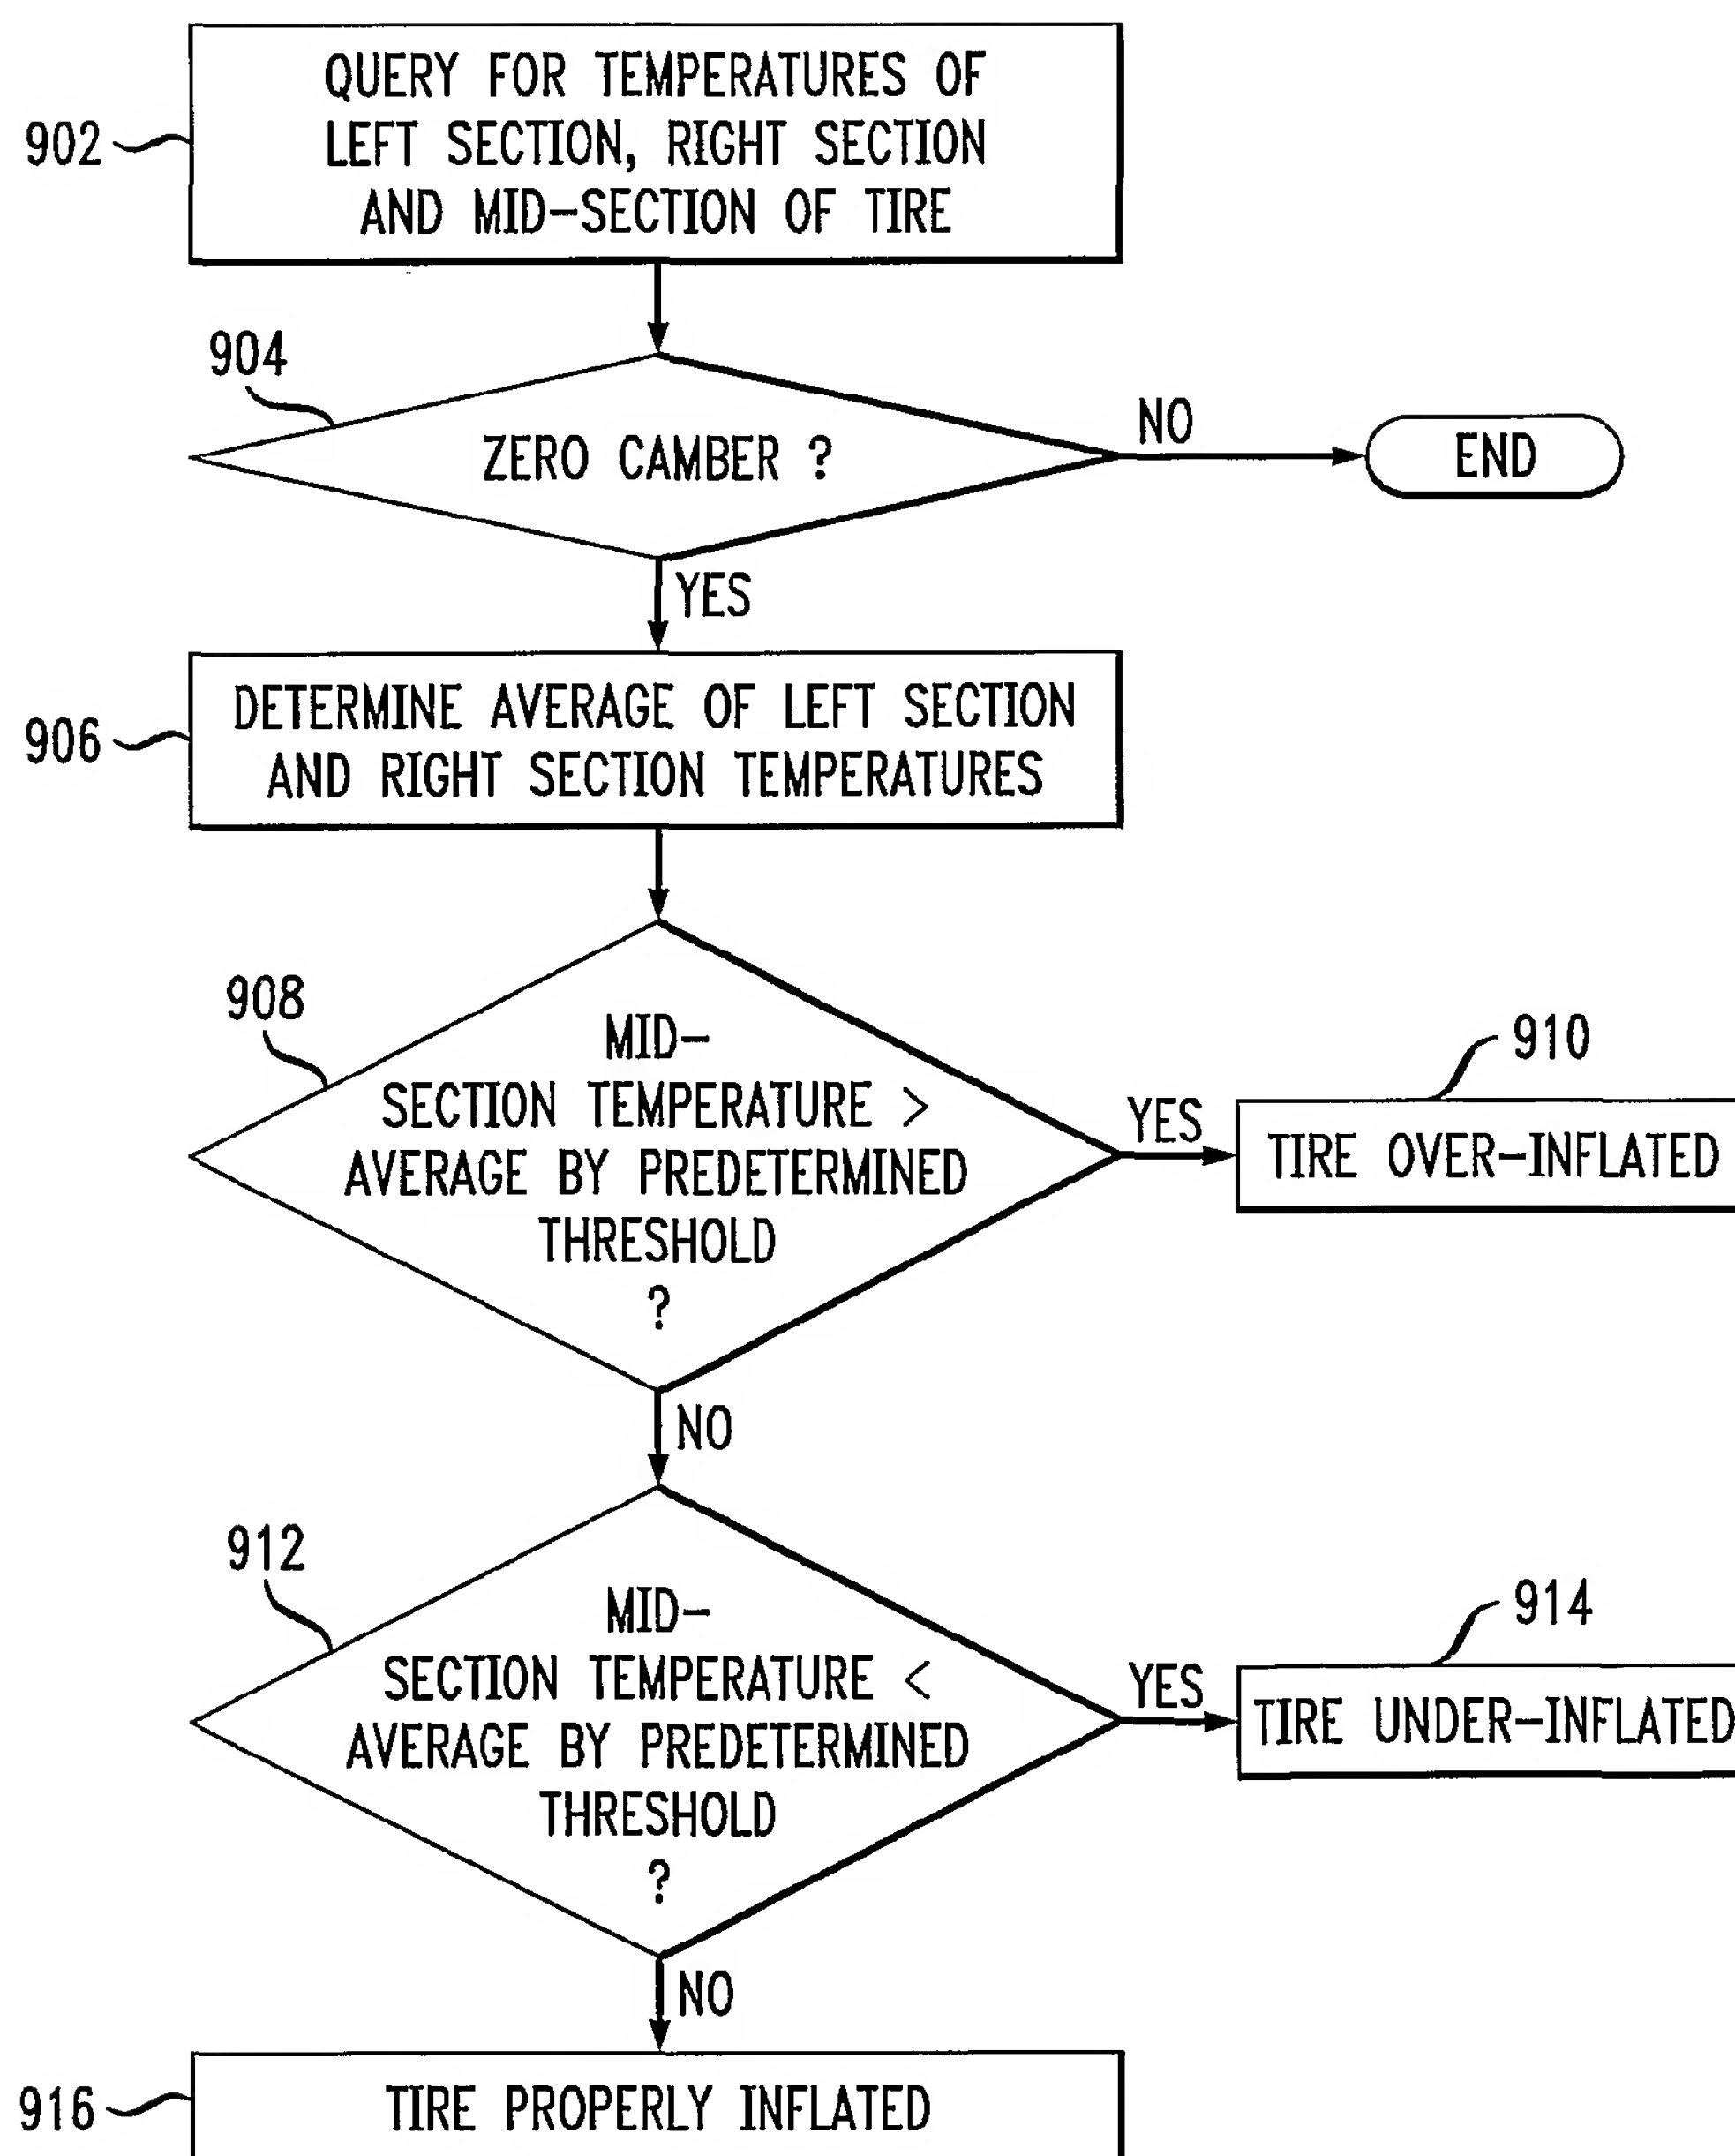 902
QUERY FOR TEMPERATURES OF
LEFT SECTION, RIGHT SECTION
AND MID-SECTION OF TIRE
904
ZERO CAMBER ?
NO
END
YES
906
DETERMINE AVERAGE OF LEFT SECTION
AND RIGHT SECTION TEMPERATURES
908
MID-
SECTION TEMPERATURE >
AVERAGE BY PREDETERMINED
THRESHOLD
?
YES
910
TIRE OVER-INFLATED
NO
912
MID-
SECTION TEMPERATURE <
AVERAGE BY PREDETERMINED
THRESHOLD
?
YES
914
TIRE UNDER-INFLATED
NO
916
TIRE PROPERLY INFLATED